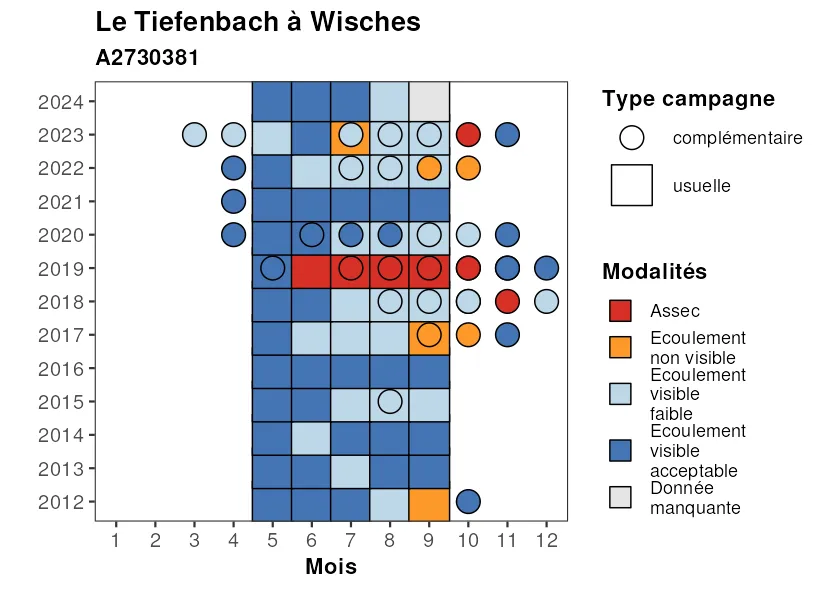 Le Tiefenbach à Wisches
A2730381
2024
2023
2022
2021
2020
2019
2018
2017
2016
2015
2014
2013
2012
1 2 3 4 5 6 7 8 9 10 11 12
Mois
Type campagne
complémentaire
usuelle
Modalités
Assec
Ecoulement
non visible
Ecoulement
visible
faible
Ecoulement
visible
acceptable
Donnée
manquante